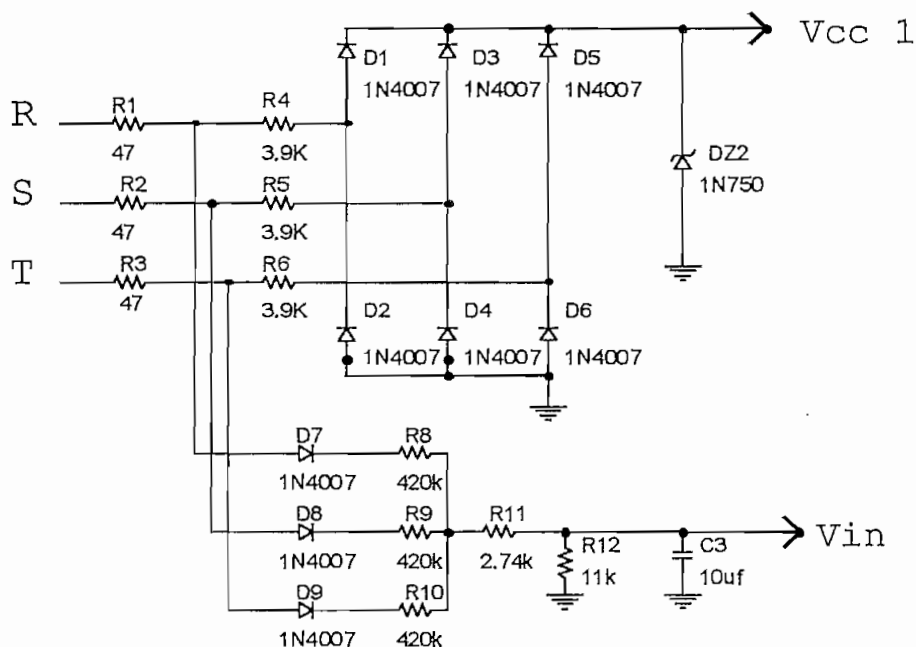 Vcc 1
D1
D3
D5
1N4007
1N4007
1N4007
R
R1
R4
47
3.9K
DZ2
1N750
S
R2
R5
47
3.9K
T
R3
R6
47
3.9K
D2
D4
D6
1N4007
1N4007
1N4007
D7
R8
1N4007
420k
D8
R9
R11
Vin
1N4007
420k
2.74k
R12
11k
C3
10uf
D9
R10
1N4007
420k